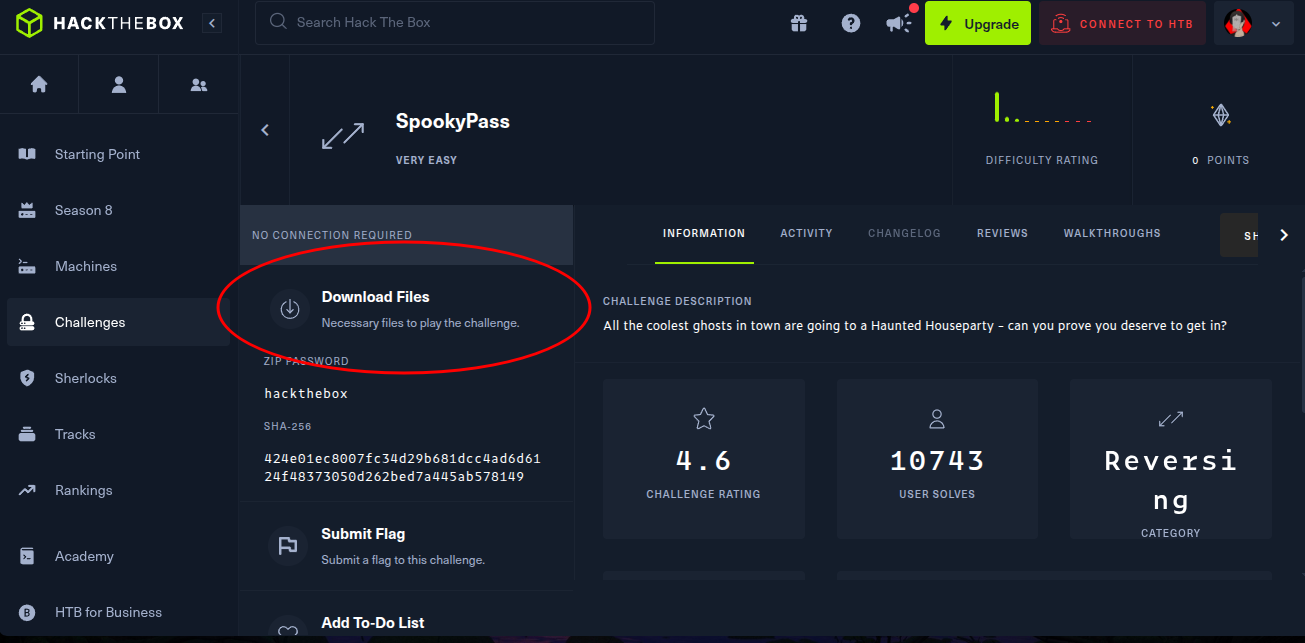 HACKTHEBOX
Search Hack The Box
Upgrade
CONNECT TO HTB
Starting Point
Season 8
Machines
Challenges
Sherlocks
Tracks
Rankings
Academy
HTB for Business
SpookyPass
VERY EASY
DIFFICULTY RATING
0 POINTS
NO CONNECTION REQUIRED
Download Files
Necessary files to play the challenge.
ZIP PASSWORD
hackthebox
SHA-256
424e01ec8007fc34d29b681dcc4ad6d61
24f48373050d262bed7a445ab578149
Submit Flag
Submit a flag to this challenge.
Add To-Do List
INFORMATION ACTIVITY CHANGELOG REVIEWS WALKTHROUGHS SH
CHALLENGE DESCRIPTION
All the coolest ghosts in town are going to a Haunted Houseparty - can you prove you deserve to get in?
4.6
CHALLENGE RATING
10743
USER SOLVES
Reversi
ng
CATEGORY